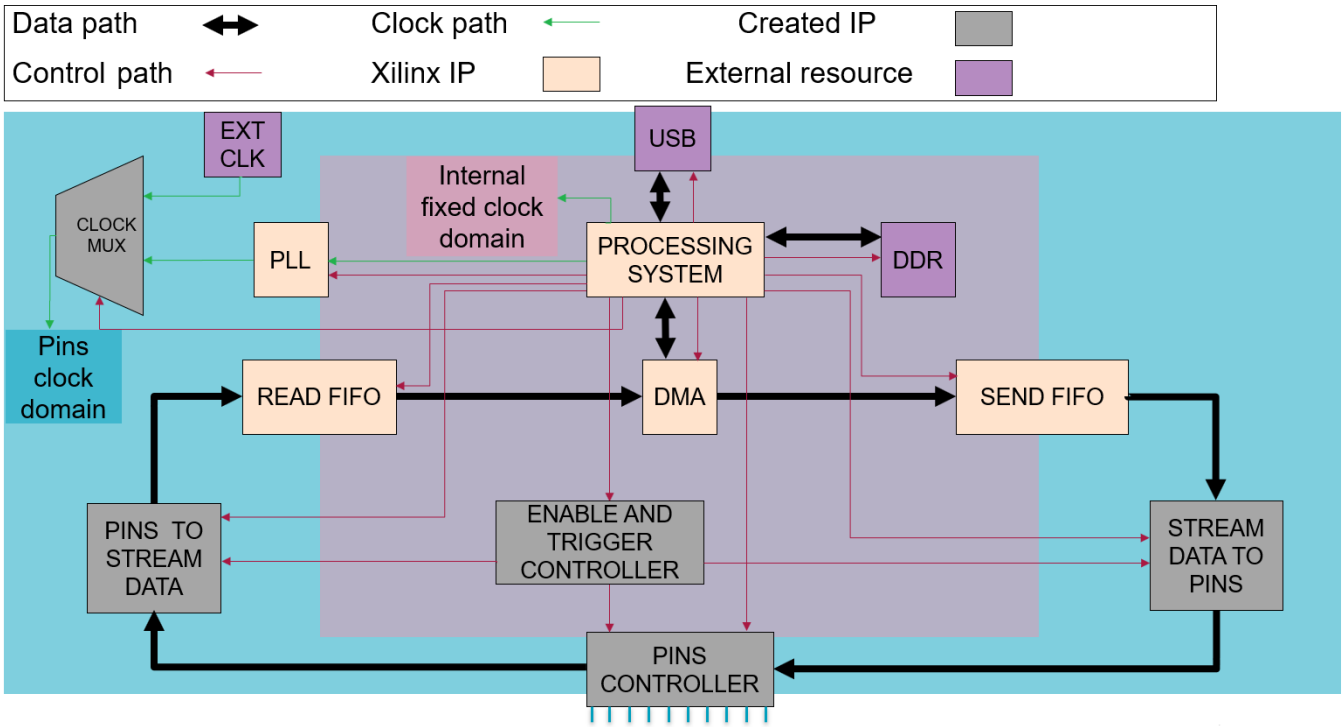 Data path
Clock path
Created IP
Control path
Xilinx IP
External resource
EXT
CLK
USB
CLOCK
MUX
Internal
fixed clock
domain
PLL
PROCESSING
SYSTEM
DDR
Pins
clock
domain
READ FIFO
DMA
SEND FIFO
PINS TO
STREAM
DATA
ENABLE AND
TRIGGER
CONTROLLER
STREAM
DATA TO
PINS
PINS
CONTROLLER